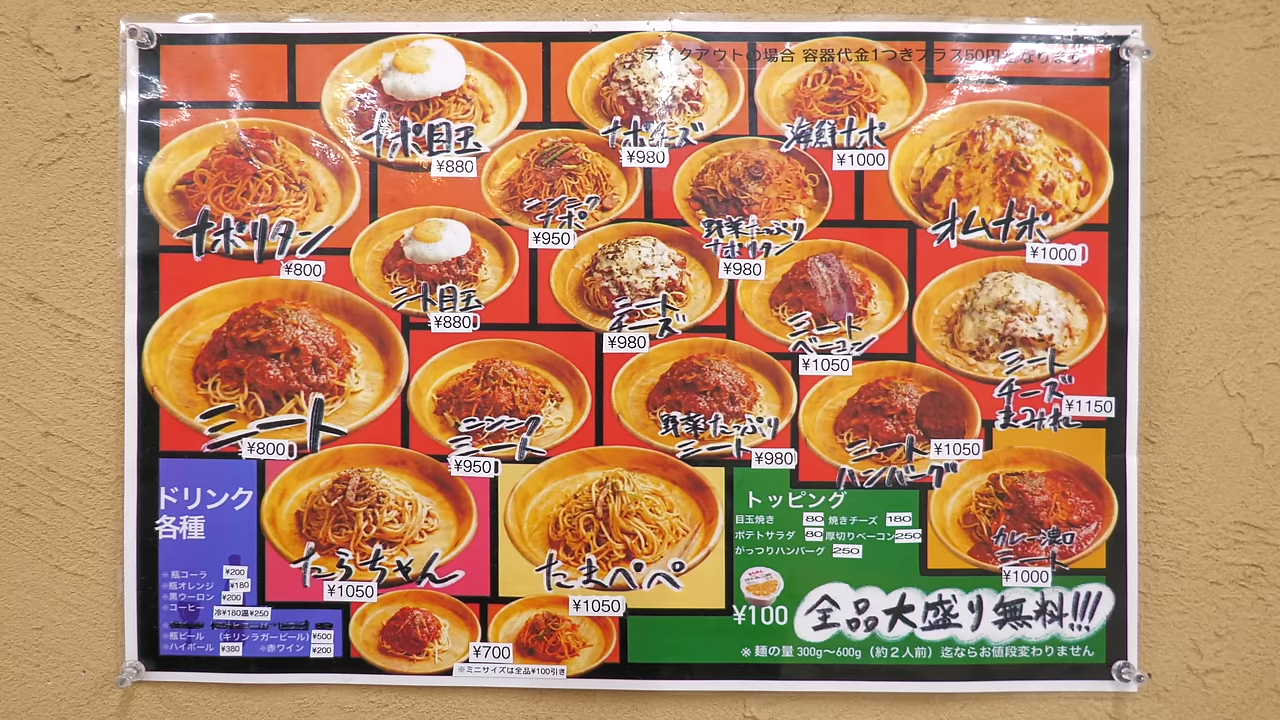 テイクアウトの場合 容器代金1つきプラス50円となります
ナポ目玉
¥880
ナポチーズ
¥980
海鮮ナポ
¥1000
ナポリタン
¥800
ニンニク
ナポ
¥950
野菜たっぷり
ナポリタン
¥980
オムナポ
¥1000
ミート目玉
¥880
ミート
チーズ
¥980
ミート
ベーコン
¥1050
ミート
チーズ
まみれ
¥1150
ミート
¥800
ニンニク
ミート
¥950
野菜たっぷり
ミート
¥980
ミート
ハンバーグ
¥1050
たらちゃん
¥1050
たまペペ
¥1050
カレー濃口
ミート
¥1000
¥700
※ミニサイズは全品¥100引き
ドリンク
各種
※瓶コーラ ¥200
※瓶オレンジ ¥180
※黒ウーロン ¥200
※コーヒー 冷¥180温¥250
※瓶ビール (キリンラガービール) ¥500
※ハイボール ¥380 ※赤ワイン ¥200
トッピング
目玉焼き 80 焼きチーズ 180
ポテトサラダ 80 厚切りベーコン 250
がっつりハンバーグ 250
¥100
全品大盛り無料!!!
※ 麺の量 300g〜600g（約２人前）迄ならお値段変わりません